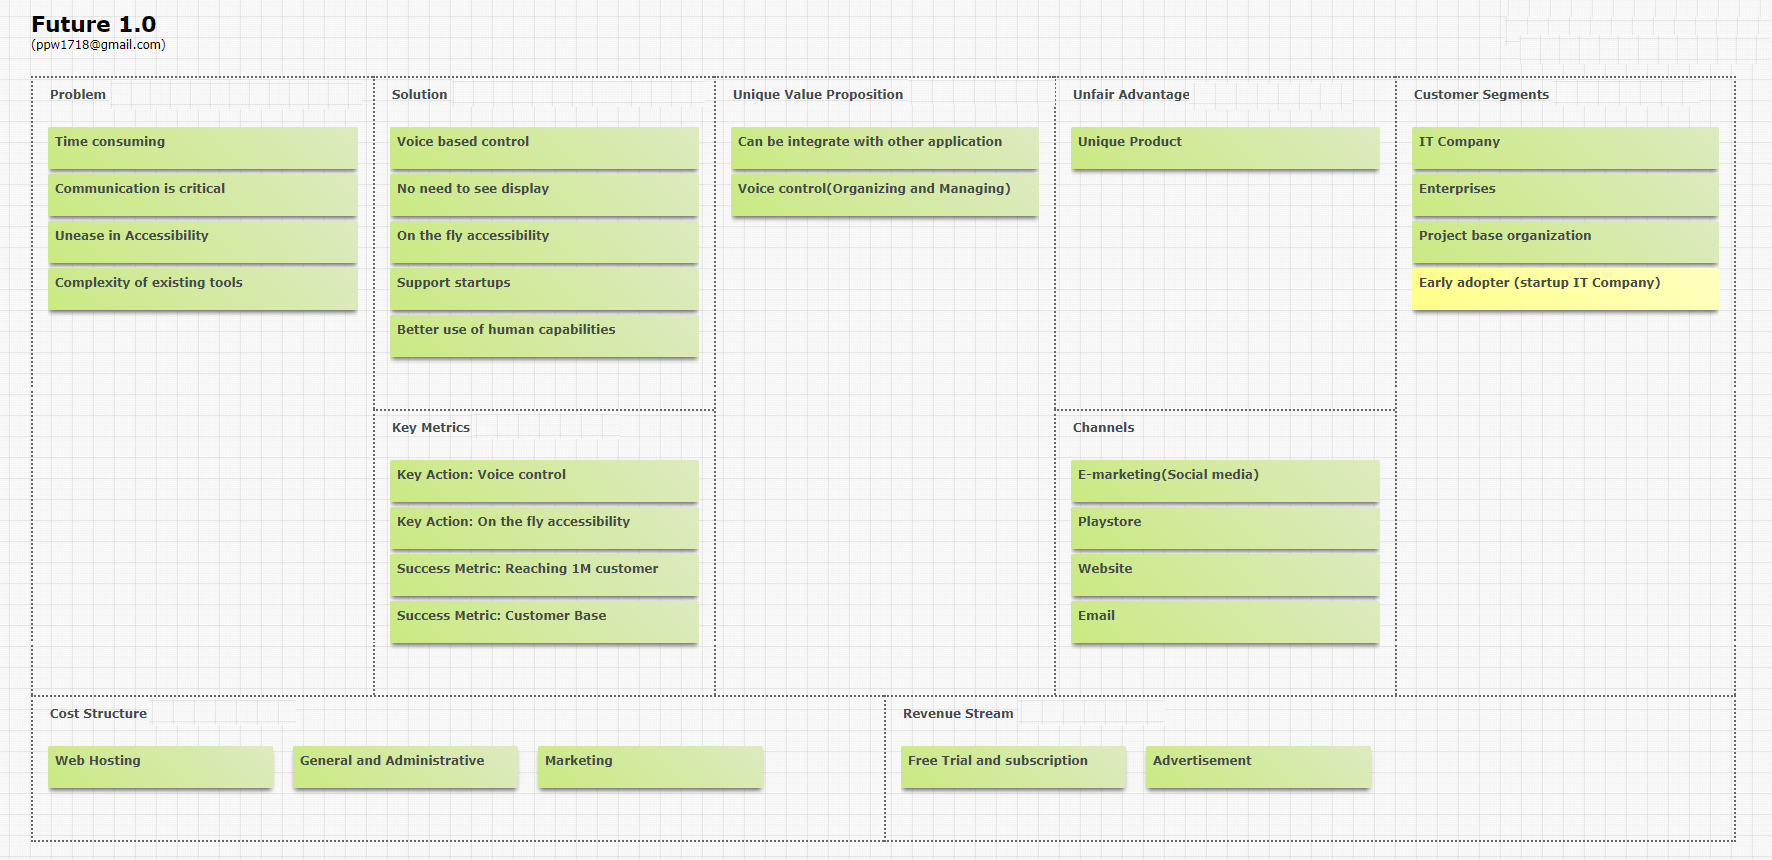 Future 1.0
(ppw1718@gmail.com)
Problem
Time consuming
Communication is critical
Unease in Accessibility
Complexity of existing tools
Solution
Voice based control
No need to see display
On the fly accessibility
Support startups
Better use of human capabilities
Key Metrics
Key Action: Voice control
Key Action: On the fly accessibility
Success Metric: Reaching 1M customer
Success Metric: Customer Base
Unique Value Proposition
Can be integrate with other application
Voice control(Organizing and Managing)
Unfair Advantage
Unique Product
Channels
E-marketing(Social media)
Playstore
Website
Email
Customer Segments
IT Company
Enterprises
Project base organization
Early adopter (startup IT Company)
Cost Structure
Web Hosting
General and Administrative
Marketing
Revenue Stream
Free Trial and subscription
Advertisement